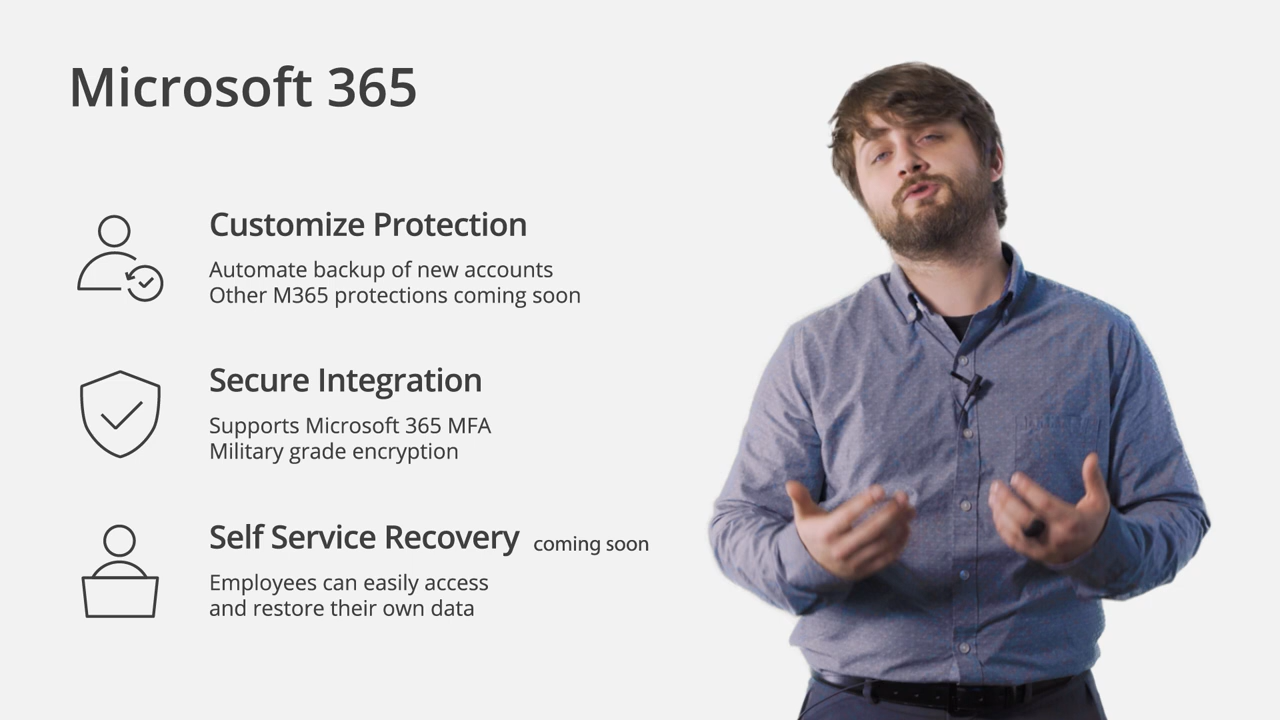 Microsoft 365
Customize Protection
Automate backup of new accounts
Other M365 protections coming soon
Secure Integration
Supports Microsoft 365 MFA
Military grade encryption
Self Service Recovery coming soon
Employees can easily access
and restore their own data